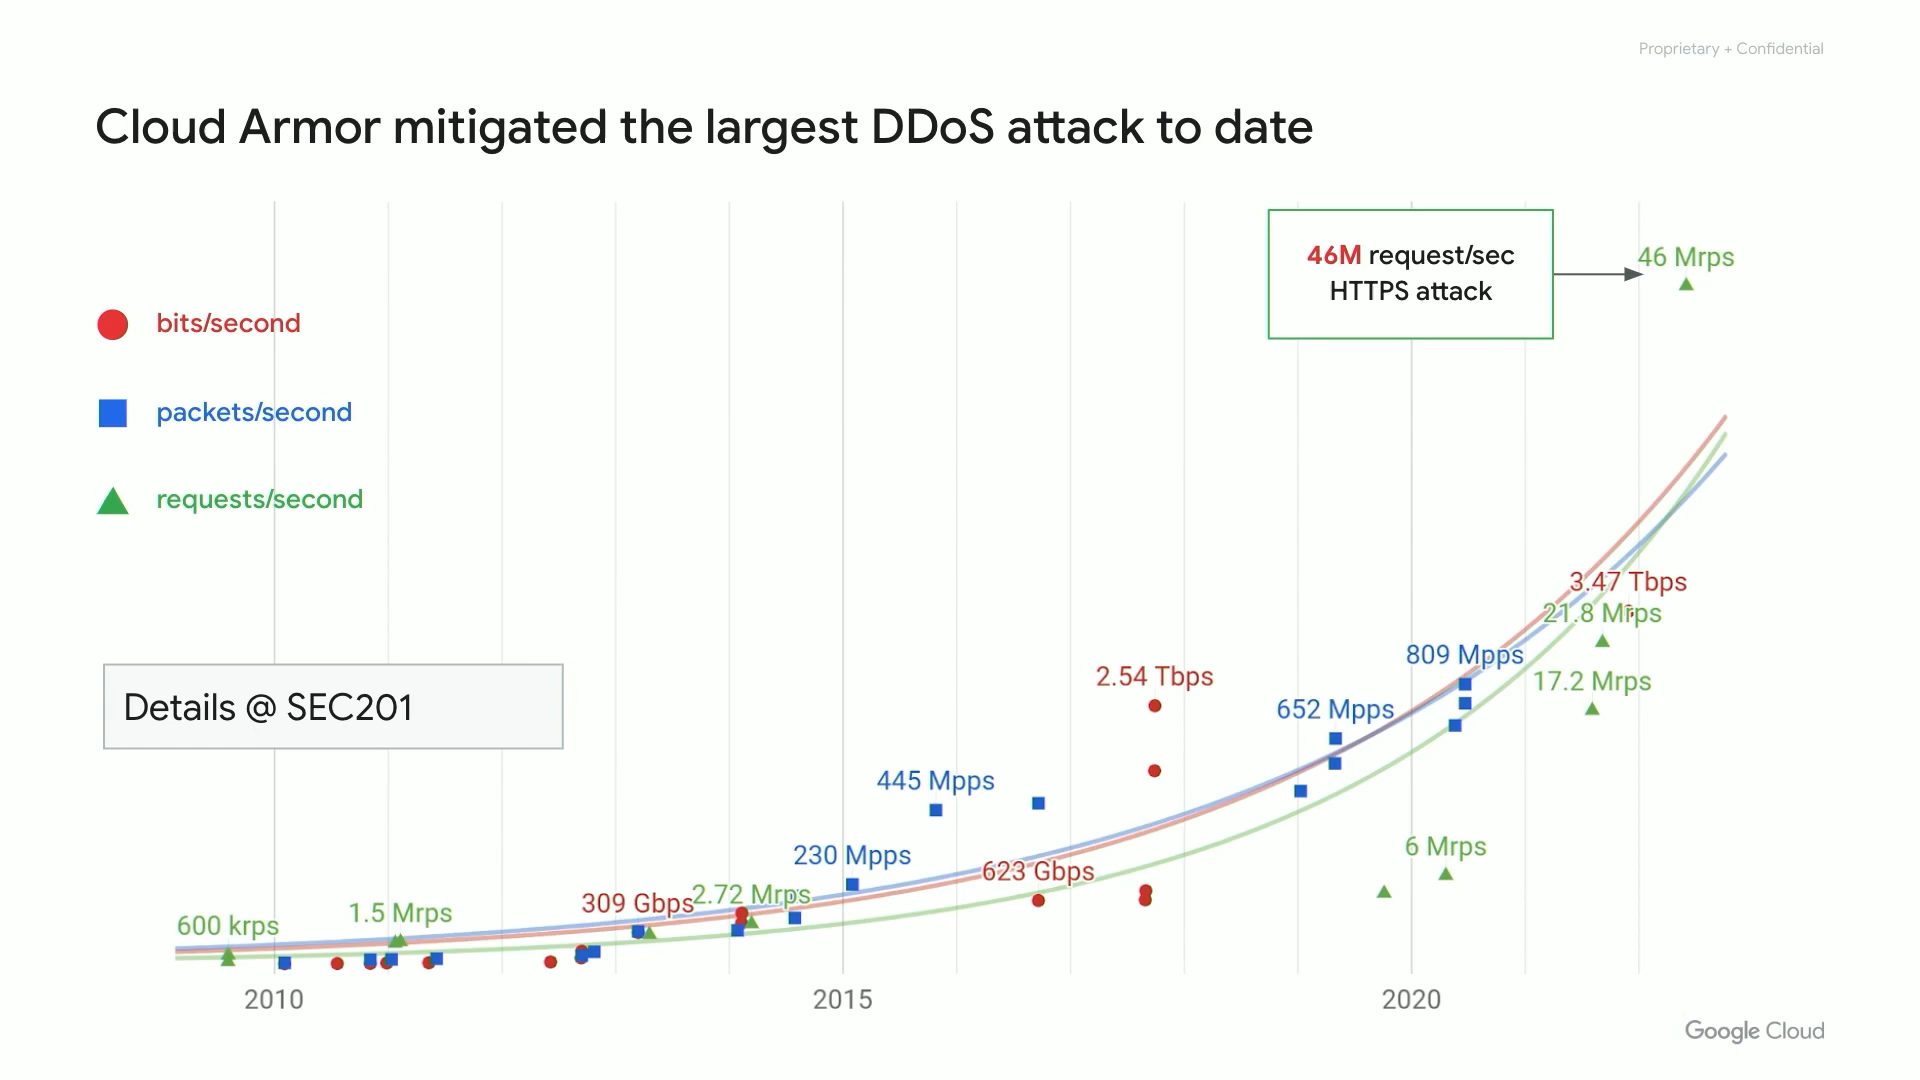 Proprietary + Confidential
Cloud Armor mitigated the largest DDoS attack to date
46M request/sec
HTTPS attack
46 Mrps
bits/second
packets/second
requests/second
3.47 Tbps
21.8 Mrps
809 Mpps
2.54 Tbps
17.2 Mrps
Details @ SEC201
652 Mpps
445 Mpps
6 Mrps
230 Mpps
623 Gbps
2.72 Mrps
309 Gbps
1.5 Mrps
600 krps
2010
2015
2020
Google Cloud